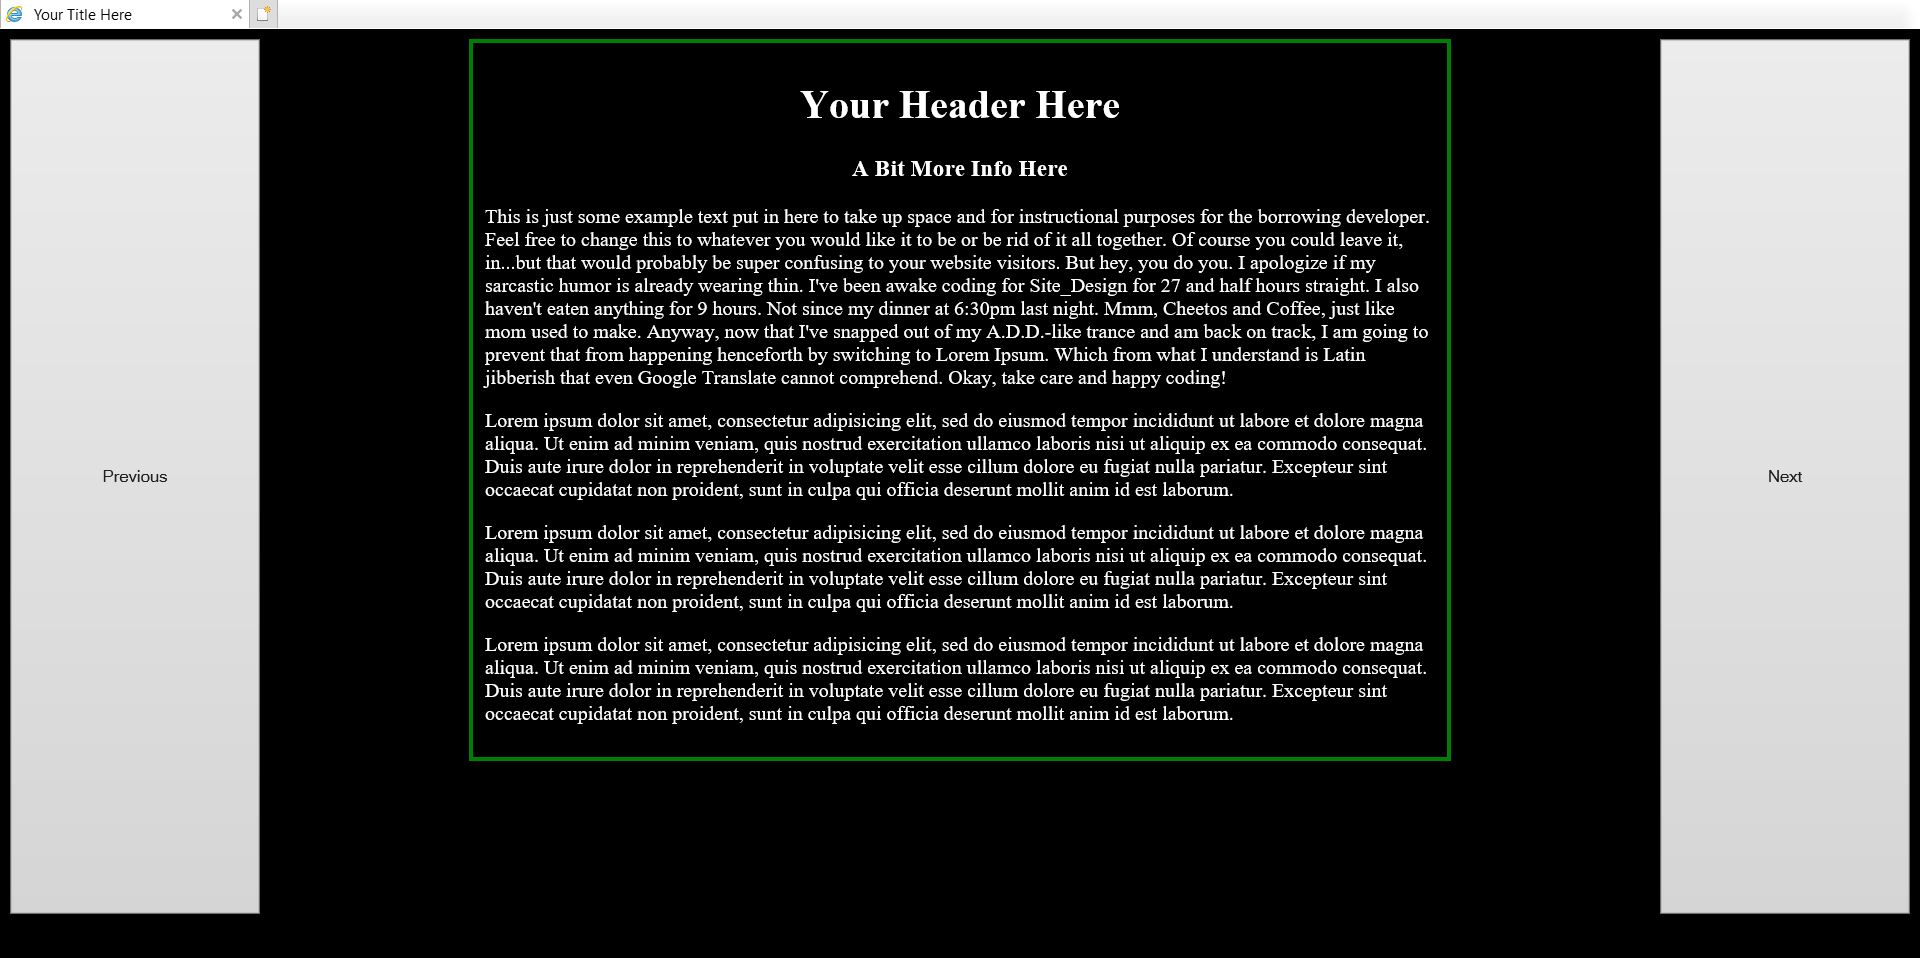 Your Title Here
Your Header Here
A Bit More Info Here
This is just some example text put in here to take up space and for instructional purposes for the borrowing developer.
Feel free to change this to whatever you would like it to be or be rid of it all together. Of course you could leave it,
in...but that would probably be super confusing to your website visitors. But hey, you do you. I apologize if my
sarcastic humor is already wearing thin. I've been awake coding for Site_Design for 27 and half hours straight. I also
haven't eaten anything for 9 hours. Not since my dinner at 6:30pm last night. Mmm, Cheetos and Coffee, just like
mom used to make. Anyway, now that I've snapped out of my A.D.D.-like trance and am back on track, I am going to
prevent that from happening henceforth by switching to Lorem Ipsum. Which from what I understand is Latin
jibberish that even Google Translate cannot comprehend. Okay, take care and happy coding!
Lorem ipsum dolor sit amet, consectetur adipisicing elit, sed do eiusmod tempor incididunt ut labore et dolore magna
aliqua. Ut enim ad minim veniam, quis nostrud exercitation ullamco laboris nisi ut aliquip ex ea commodo consequat.
Duis aute irure dolor in reprehenderit in voluptate velit esse cillum dolore eu fugiat nulla pariatur. Excepteur sint
occaecat cupidatat non proident, sunt in culpa qui officia deserunt mollit anim id est laborum.
Lorem ipsum dolor sit amet, consectetur adipisicing elit, sed do eiusmod tempor incididunt ut labore et dolore magna
aliqua. Ut enim ad minim veniam, quis nostrud exercitation ullamco laboris nisi ut aliquip ex ea commodo consequat.
Duis aute irure dolor in reprehenderit in voluptate velit esse cillum dolore eu fugiat nulla pariatur. Excepteur sint
occaecat cupidatat non proident, sunt in culpa qui officia deserunt mollit anim id est laborum.
Lorem ipsum dolor sit amet, consectetur adipisicing elit, sed do eiusmod tempor incididunt ut labore et dolore magna
aliqua. Ut enim ad minim veniam, quis nostrud exercitation ullamco laboris nisi ut aliquip ex ea commodo consequat.
Duis aute irure dolor in reprehenderit in voluptate velit esse cillum dolore eu fugiat nulla pariatur. Excepteur sint
occaecat cupidatat non proident, sunt in culpa qui officia deserunt mollit anim id est laborum.
Previous
Next